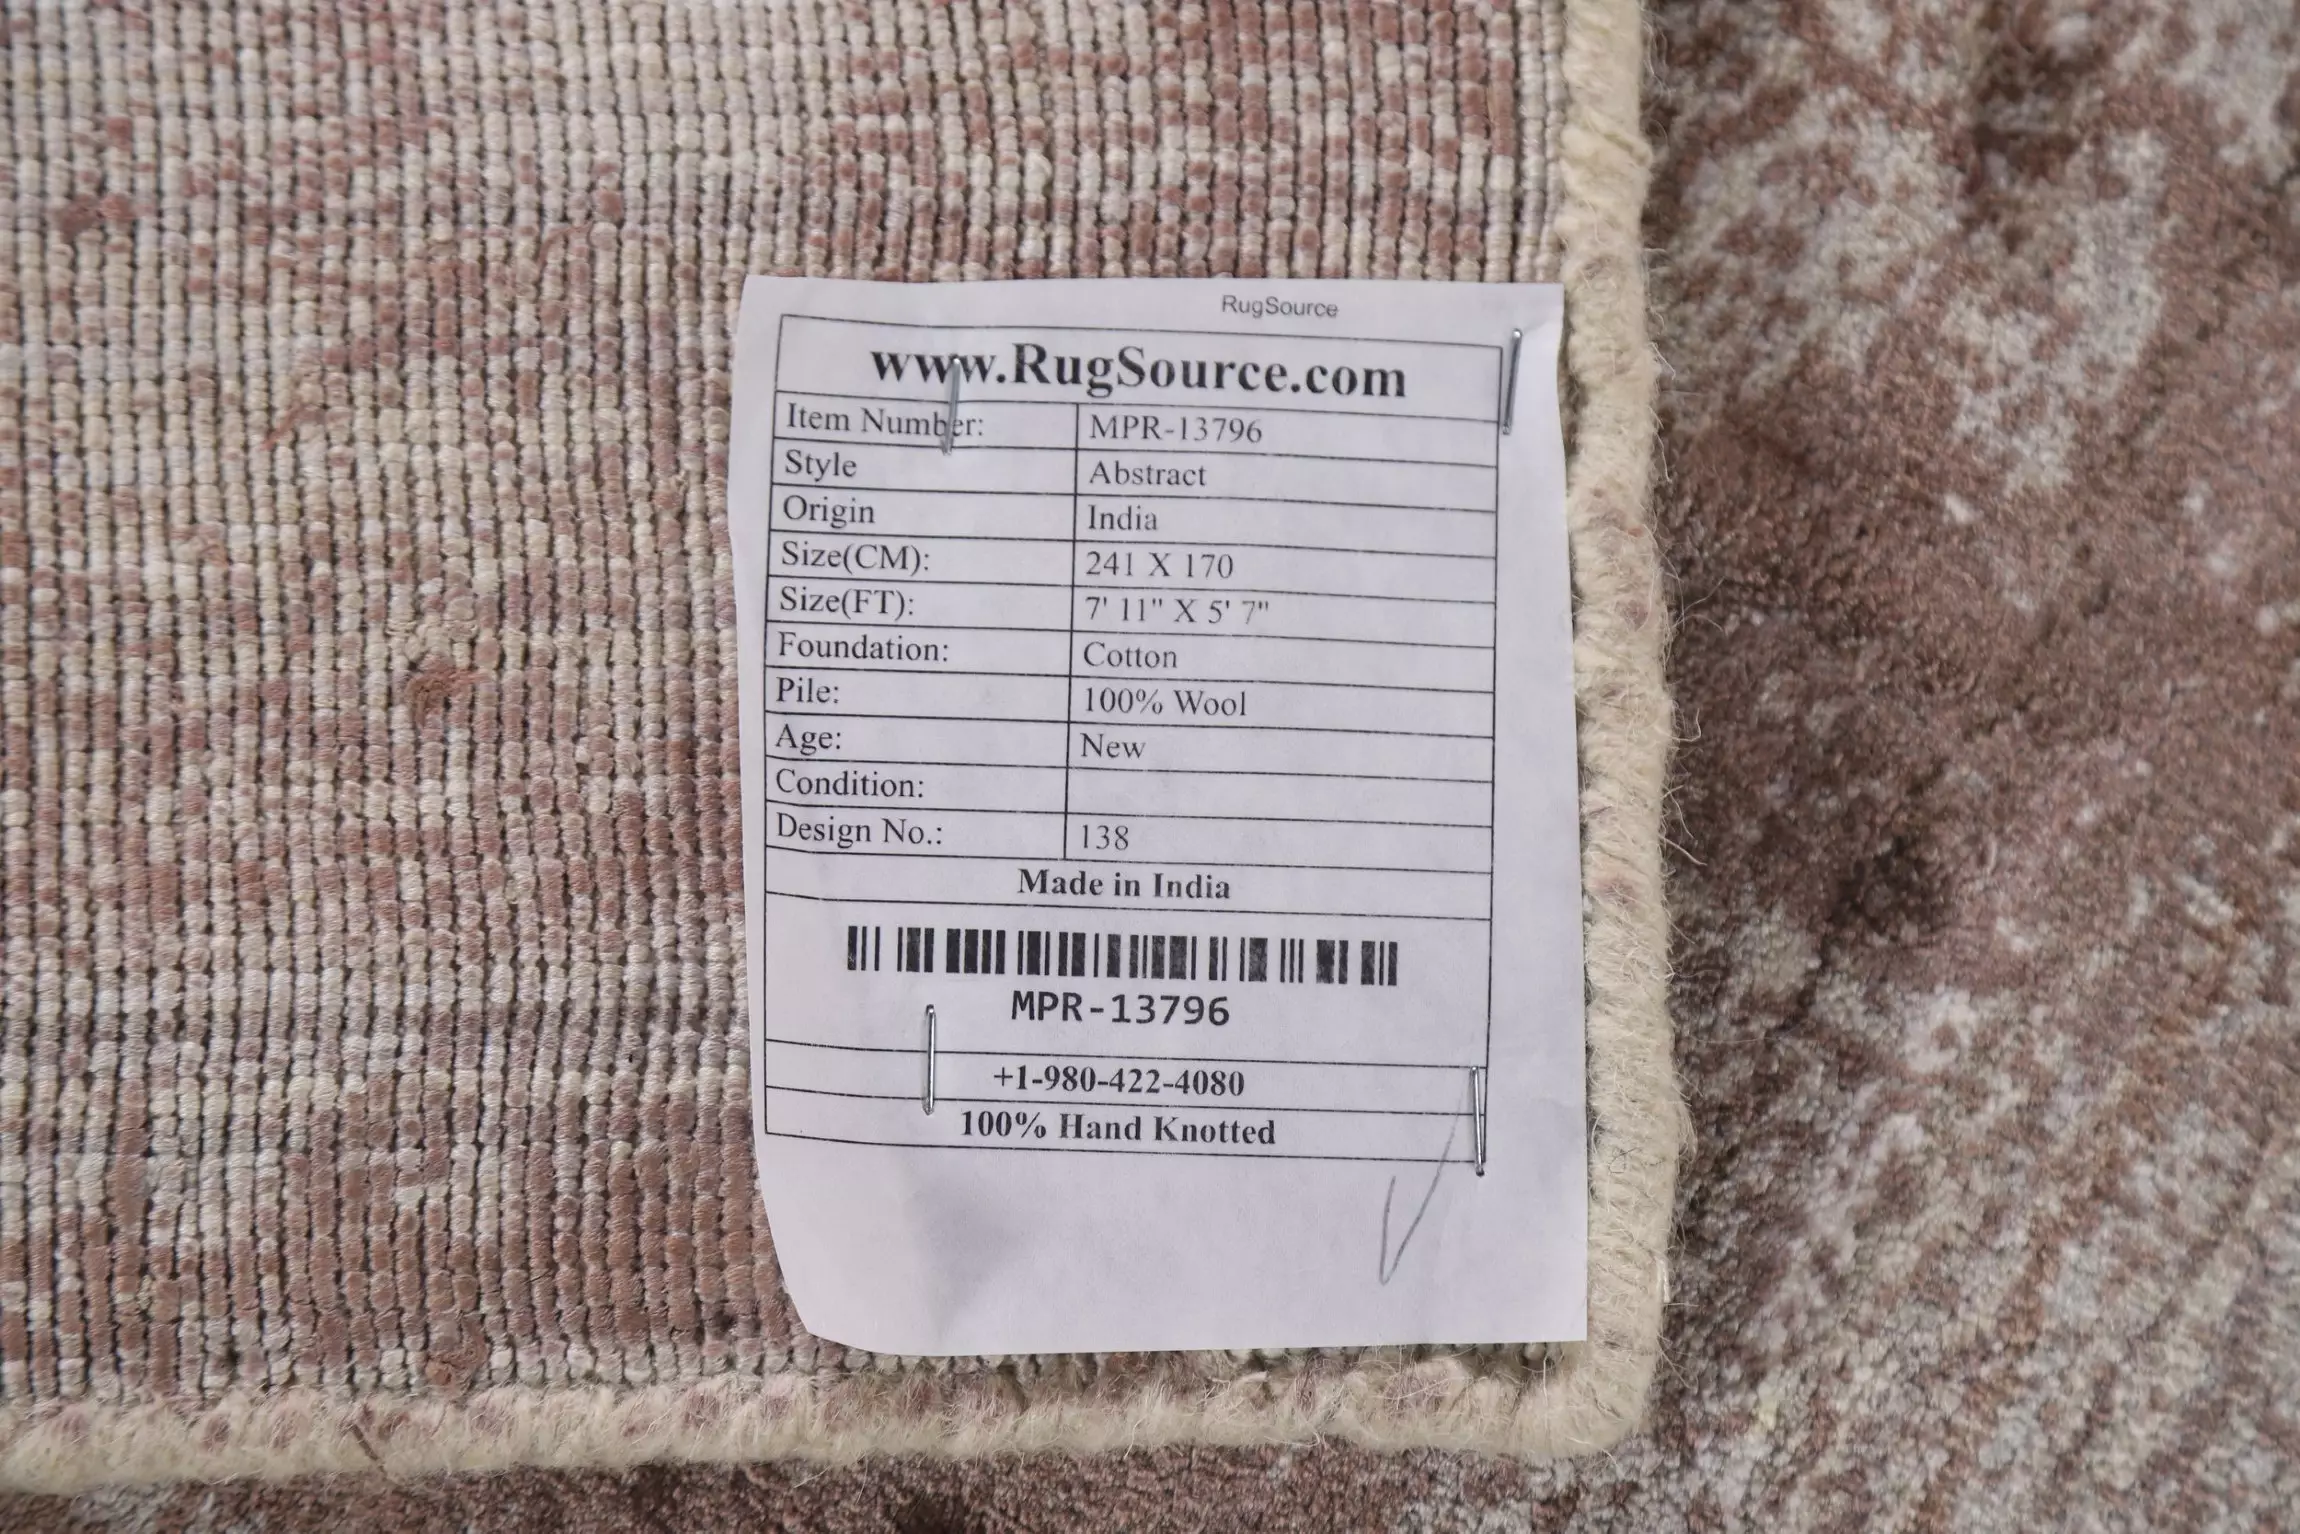 RugSource
www.RugSource.com
Item Number: MPR-13796
Style Abstract
Origin India
Size(CM): 241 X 170
Size(FT): 7' 11" X 5' 7"
Foundation: Cotton
Pile: 100% Wool
Age: New
Condition:
Design No.: 138
Made in India
MPR-13796
+1-980-422-4080
100% Hand Knotted